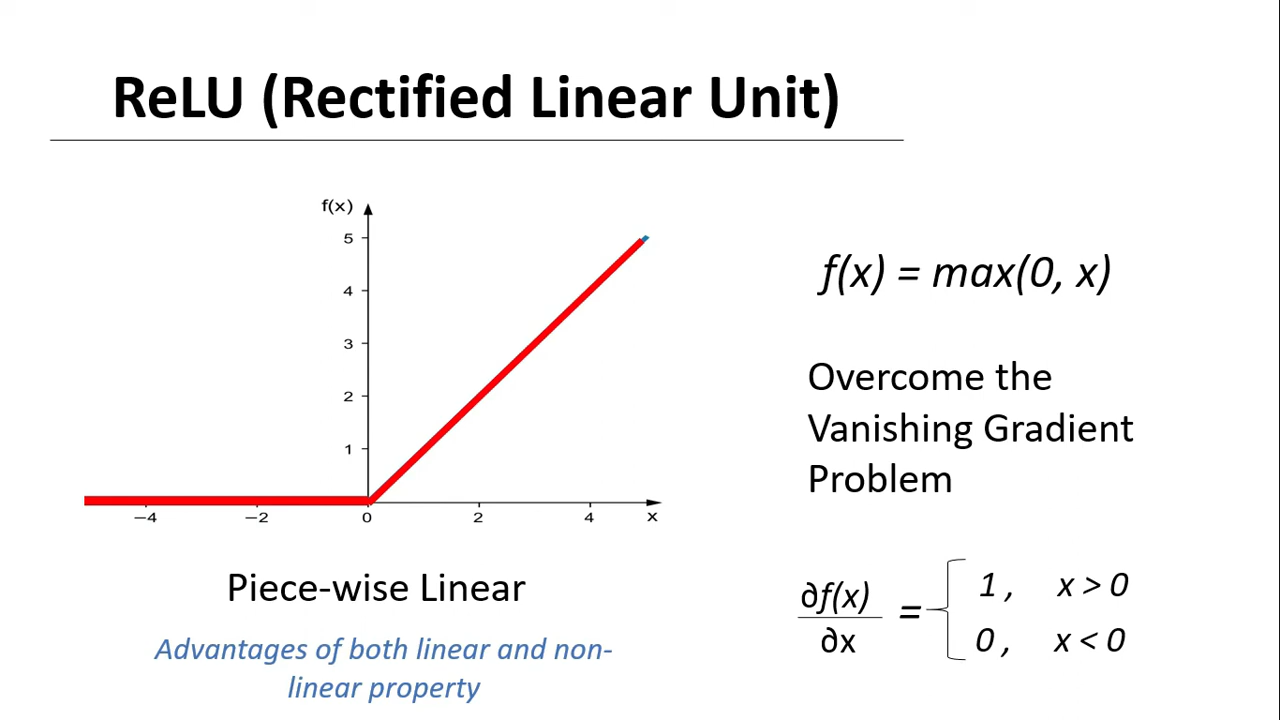 ReLU (Rectified Linear Unit)
f(x)
5
4
3
2
1
−4 −2 0 2 4 x
Piece-wise Linear
Advantages of both linear and non-
linear property
f(x) = max(0, x)
Overcome the
Vanishing Gradient
Problem
∂f(x)
∂x
=
1 , x > 0
0 , x < 0